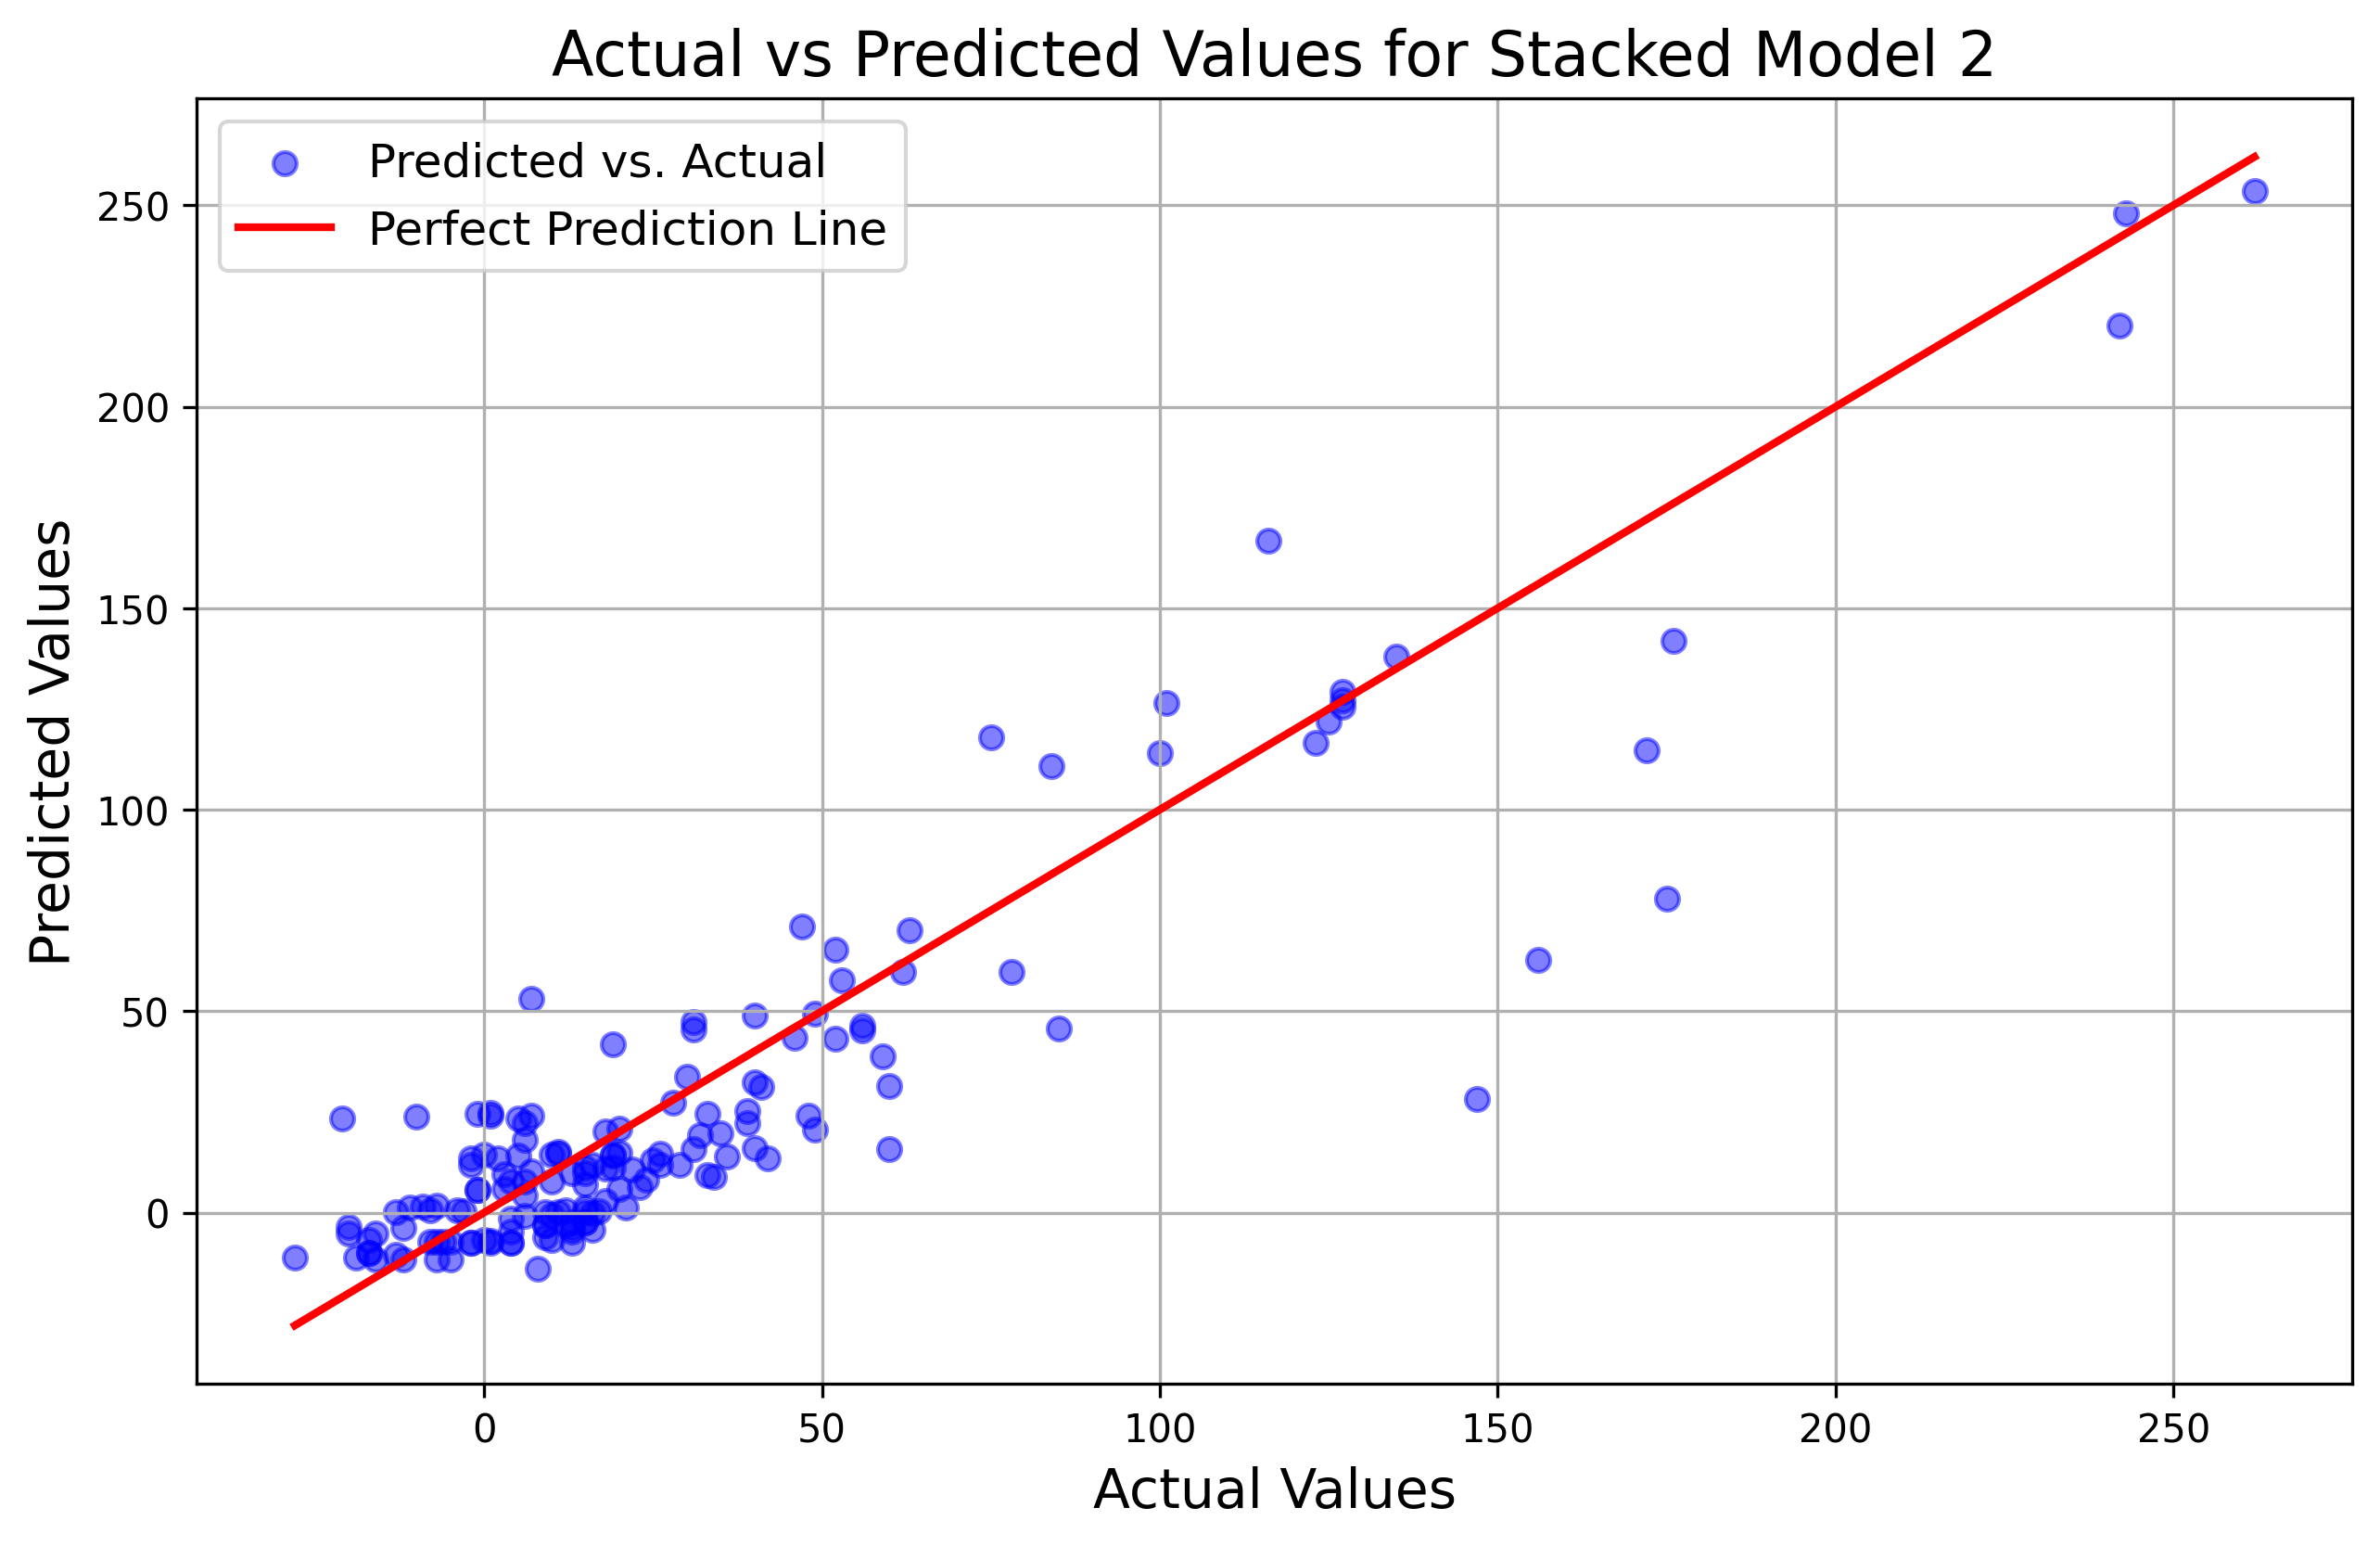 Actual vs Predicted Values for Stacked Model 2
Predicted vs. Actual
Perfect Prediction Line
Predicted Values
250
200
150
100
50
0
0 50 100 150 200 250
Actual Values